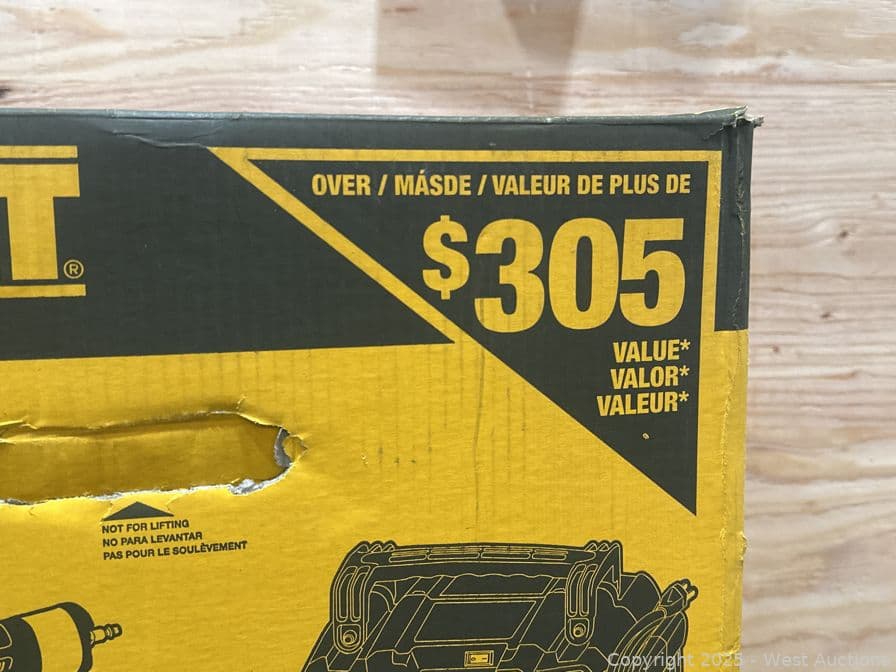 T®
OVER / MÁSDE / VALEUR DE PLUS DE
$305
VALUE*
VALOR*
VALEUR*
NOT FOR LIFTING
NO PARA LEVANTAR
PAS POUR LE SOULÈVEMENT
Copyright 2025 - West Auctions